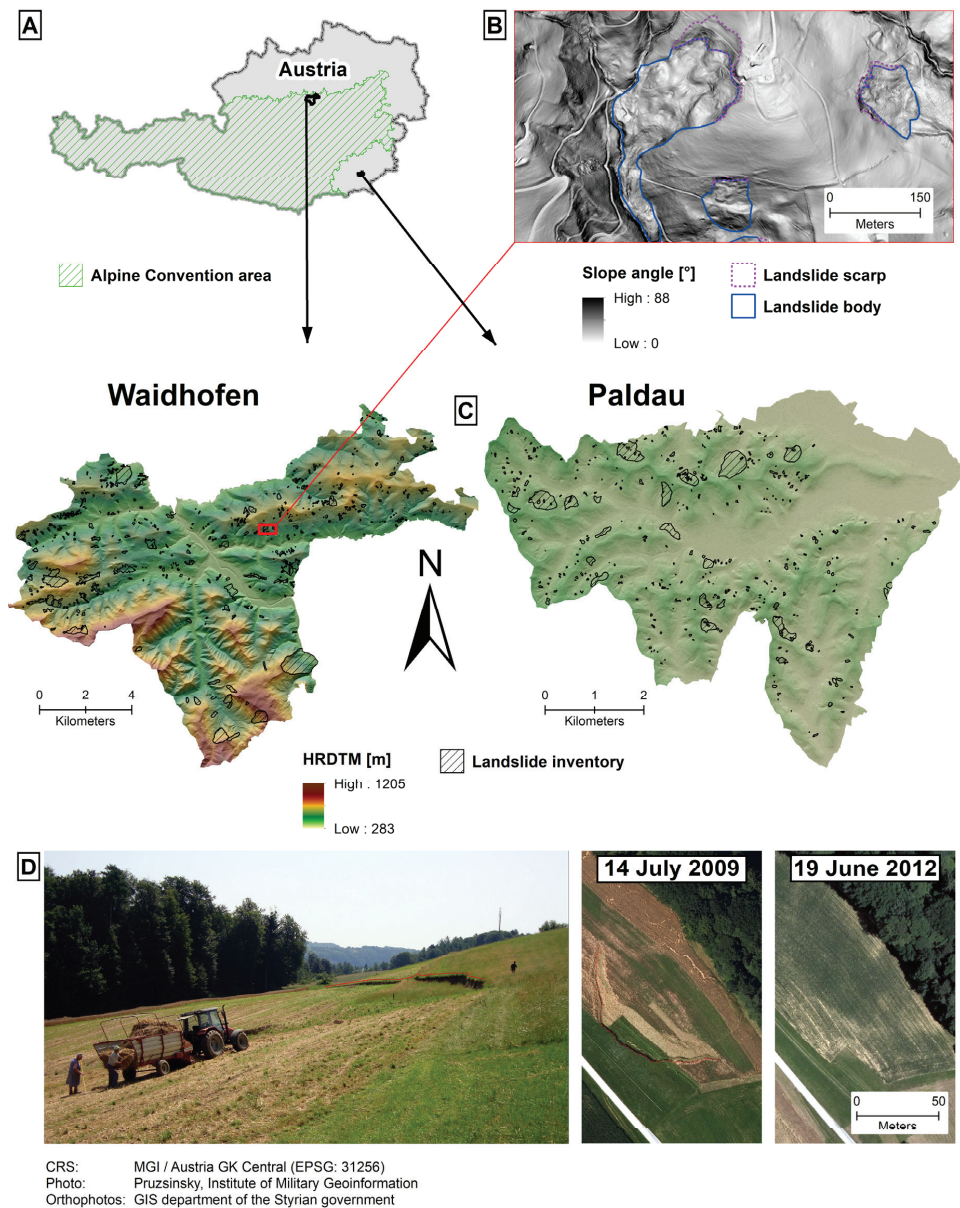 A
Austria
Alpine Convention area
B
0 150
Meters
Slope angle [°]
High : 88
Low : 0
Landslide scarp
Landslide body
Waidhofen
C
Paldau
N
0 2 4
Kilometers
0 1 2
Kilometers
HRDTM [m]
High : 1205
Low : 283
Landslide inventory
D
14 July 2009
19 June 2012
0 50
Meters
CRS: MGI / Austria GK Central (EPSG: 31256)
Photo: Pruzsinsky, Institute of Military Geoinformation
Orthophotos: GIS department of the Styrian government